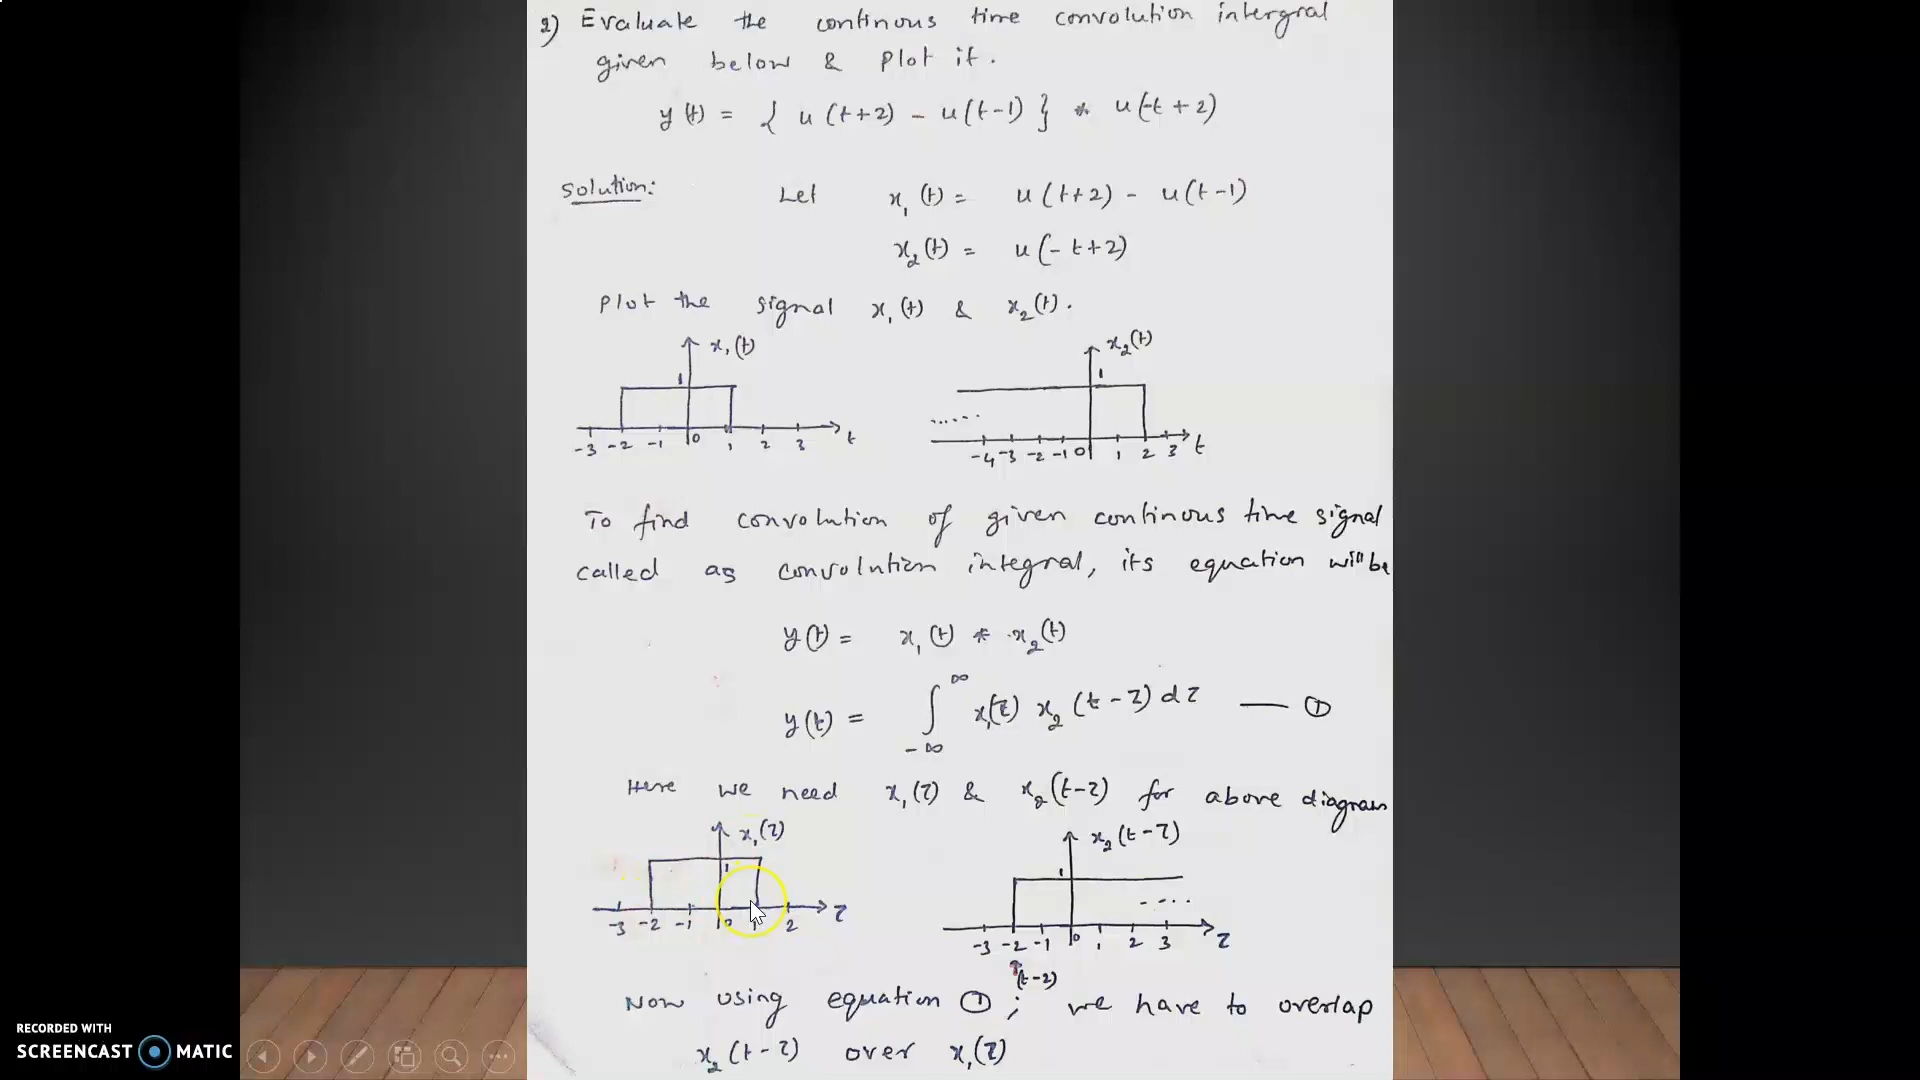 2) Evaluate the continous time convolution intergral
given below & plot it.
y(t) = { u(t+2) - u(t-1) } * u(-t+2)
Solution: Let x₁(t) = u(t+2) - u(t-1)
x₂(t) = u(-t+2)
Plot the signal x₁(t) & x₂(t).
x₁(t)
1
-3 -2 -1 0 1 2 3 t
x₂(t)
1
.....
-4 -3 -2 -1 0 1 2 3 t
To find convolution of given continous time signal
called as convolution integral, its equation will be
y(t) = x₁(t) * x₂(t)
y(t) = ∫ x₁(τ) x₂(t-τ) dτ — ①
∞
-∞
Here we need x₁(τ) & x₂(t-τ) for above diagram
x₁(τ)
1
-3 -2 -1 0 1 2 τ
x₂(t-τ)
1
....
-3 -2 -1 0 1 2 3 τ
(t-2)
Now using equation ① ; we have to overlap
x₂(t-τ) over x₁(τ)
RECORDED WITH
SCREENCAST MATIC